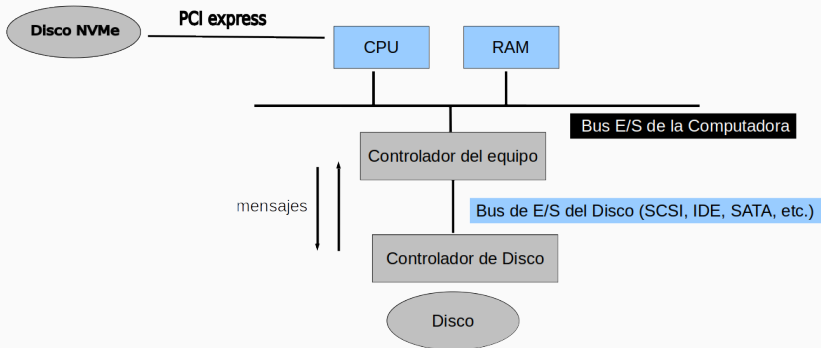 PCI express
Disco NVMe
CPU
RAM
Bus E/S de la Computadora
Controlador del equipo
mensajes
Bus de E/S del Disco (SCSI, IDE, SATA, etc.)
Controlador de Disco
Disco